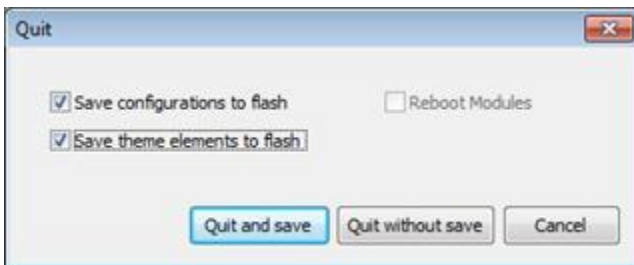 Quit
Save configurations to flash
Reboot Modules
Save theme elements to flash
Quit and save
Quit without save
Cancel